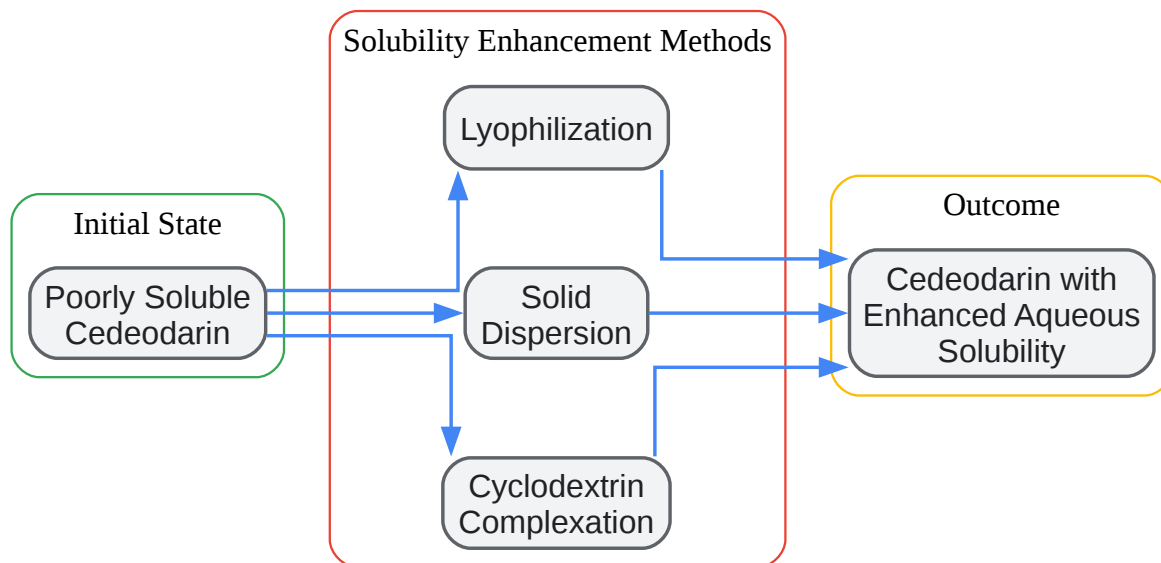 Solubility Enhancement Methods
Lyophilization
Initial State
Poorly Soluble
Cedeodarin
Solid
Dispersion
Cyclodextrin
Complexation
Outcome
Cedeodarin with
Enhanced Aqueous
Solubility